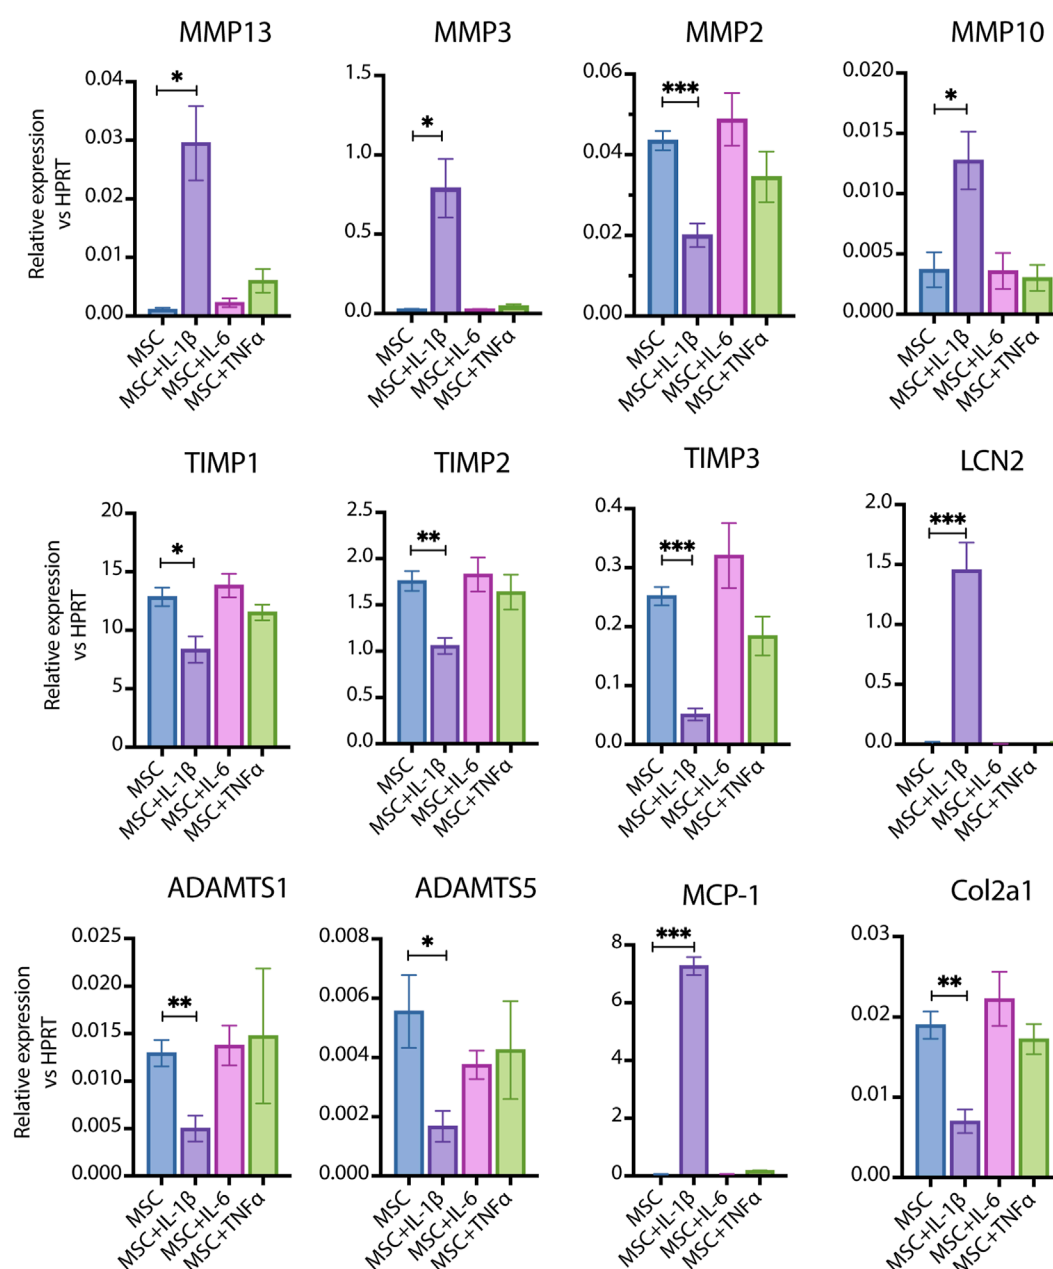 MMP13 MMP3 MMP2 MMP10
Relative expression
vs HPRT
0.04
0.03
0.02
0.01
0.00
*
MSC
MSC+IL-1β
MSC+IL-6
MSC+TNFα
1.5
1.0
0.5
0.0
*
MSC
MSC+IL-1β
MSC+IL-6
MSC+TNFα
0.06
0.04
0.02
0.00
***
MSC
MSC+IL-1β
MSC+IL-6
MSC+TNFα
0.020
0.015
0.010
0.005
0.000
*
MSC
MSC+IL-1β
MSC+IL-6
MSC+TNFα
TIMP1 TIMP2 TIMP3 LCN2
Relative expression
vs HPRT
20
15
10
5
0
*
MSC
MSC+IL-1β
MSC+IL-6
MSC+TNFα
2.5
2.0
1.5
1.0
0.5
0.0
**
MSC
MSC+IL-1β
MSC+IL-6
MSC+TNFα
0.4
0.3
0.2
0.1
0.0
***
MSC
MSC+IL-1β
MSC+IL-6
MSC+TNFα
2.0
1.5
1.0
0.5
0.0
***
MSC
MSC+IL-1β
MSC+IL-6
MSC+TNFα
ADAMTS1 ADAMTS5 MCP-1 Col2a1
Relative expression
vs HPRT
0.025
0.020
0.015
0.010
0.005
0.000
**
MSC
MSC+IL-1β
MSC+IL-6
MSC+TNFα
0.008
0.006
0.004
0.002
0.000
*
MSC
MSC+IL-1β
MSC+IL-6
MSC+TNFα
8
6
4
2
0
***
MSC
MSC+IL-1β
MSC+IL-6
MSC+TNFα
0.03
0.02
0.01
0.00
**
MSC
MSC+IL-1β
MSC+IL-6
MSC+TNFα